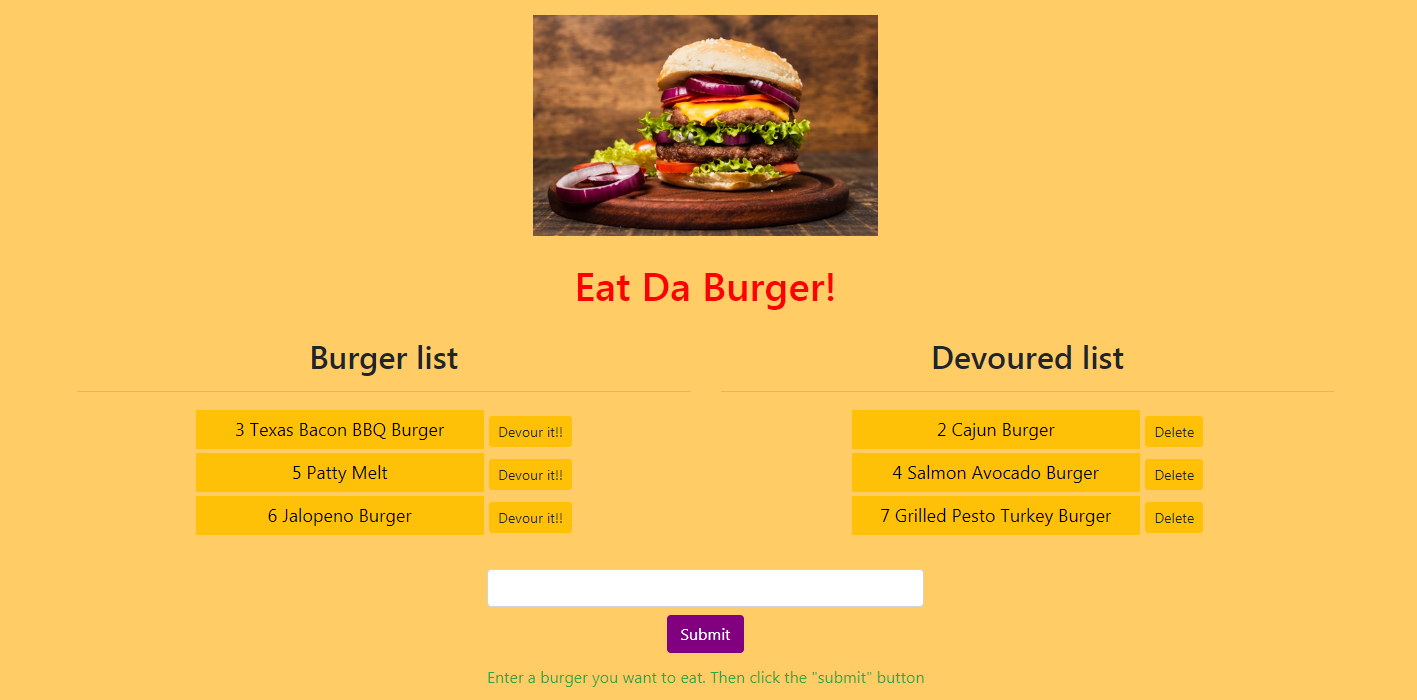 Eat Da Burger!
Burger list
3 Texas Bacon BBQ Burger Devour it!!
5 Patty Melt Devour it!!
6 Jalopeno Burger Devour it!!
Devoured list
2 Cajun Burger Delete
4 Salmon Avocado Burger Delete
7 Grilled Pesto Turkey Burger Delete
Submit
Enter a burger you want to eat. Then click the "submit" button